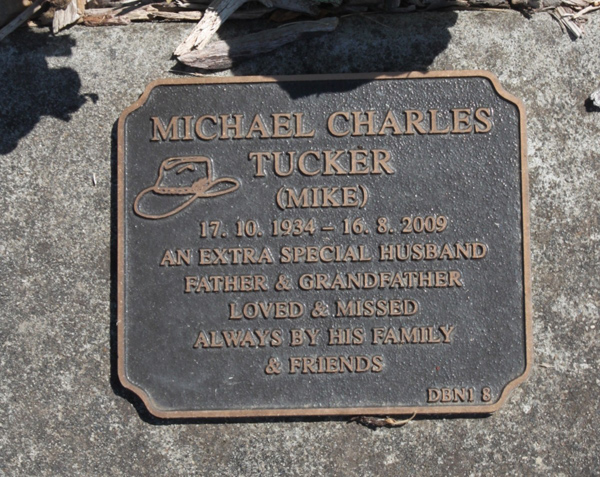 MICHAEL CHARLES
TUCKER
(MIKE)
17. 10. 1934 – 16. 8. 2009
AN EXTRA SPECIAL HUSBAND
FATHER & GRANDFATHER
LOVED & MISSED
ALWAYS BY HIS FAMILY
& FRIENDS
DBN1 8